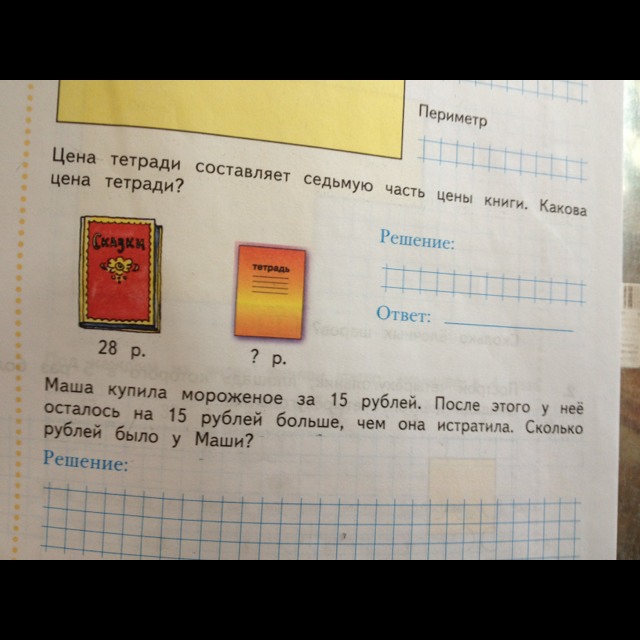 Периметр
Цена тетради составляет седьмую часть цены книги. Какова
цена тетради?
Решение:
Сказки
тетрадь
Ответ:
28 р.
? р.
Маша купила мороженое за 15 рублей. После этого у неё
осталось на 15 рублей больше, чем она истратила. Сколько
рублей было у Маши?
Решение: